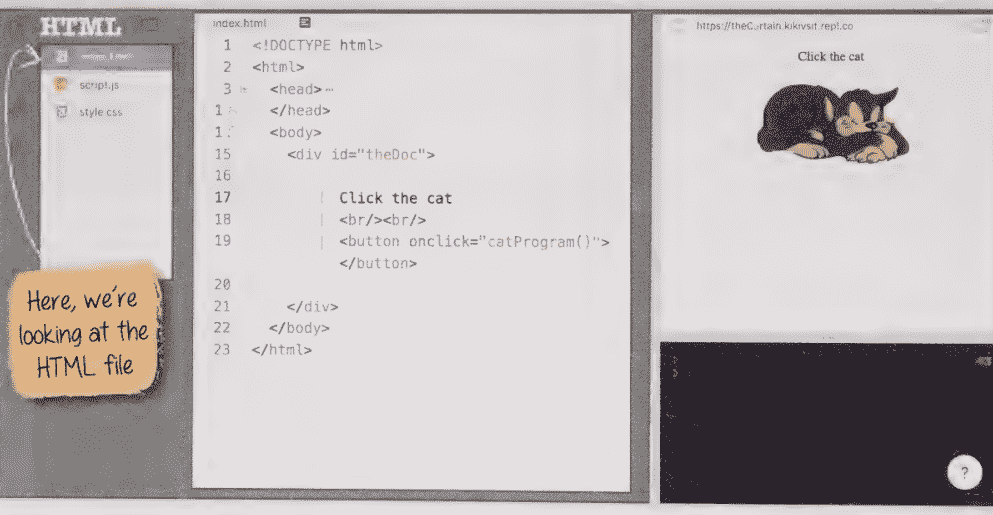 HTML
script.js
style css
Here, we're
looking at the
HTML file
index.html
1 <!DOCTYPE html>
2 <html>
3 <head>
</head>
<body>
15 <div id="theDoc">
16
17 Click the cat
18 <br/><br/>
19 <button onclick="catProgram()">
</button>
20
21 </div>
22 </body>
23 </html>
Click the cat
?